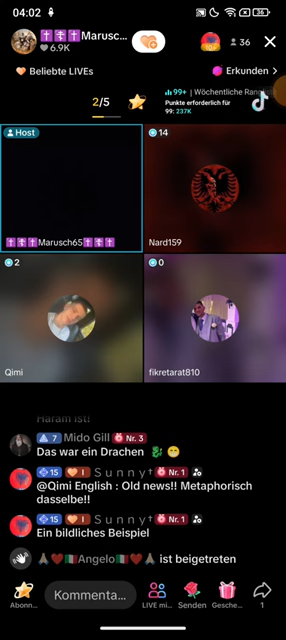 04:02
36
✝️☦️✝️Marusc...
6.9K
36
Beliebte LIVEs
Erkunden >
2/5
99+ | Wöchentliche Rang
Punkte erforderlich für
99: 237K
Host
14
✝️☦️✝️Marusch65✝️☦️✝️
Nard159
2
0
Qimi
fikretarat810
Haram ist!
7 Mido Gill Nr. 3
Das war ein Drachen 🐉 😁
15 I S u n n y ✝ Nr. 1
@Qimi English : Old news!! Metaphorisch
dasselbe!!
15 I S u n n y ✝ Nr. 1
Ein bildliches Beispiel
🙏🏼❤️🇮🇹Angelo🇮🇹❤️🙏🏼 ist beigetreten
Kommenta...
Abonn...
LIVE mi...
Senden
Gesche...
1